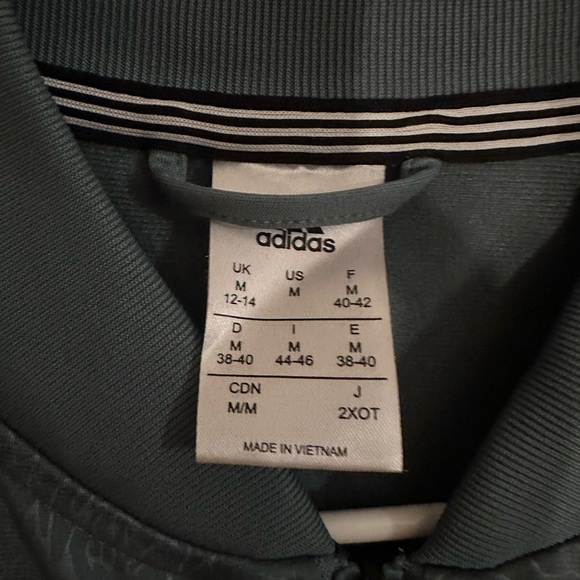 adidas
UK US F
M M M
12-14 40-42
D I E
M M M
38-40 44-46 38-40
CDN J
M/M 2XOT
MADE IN VIETNAM